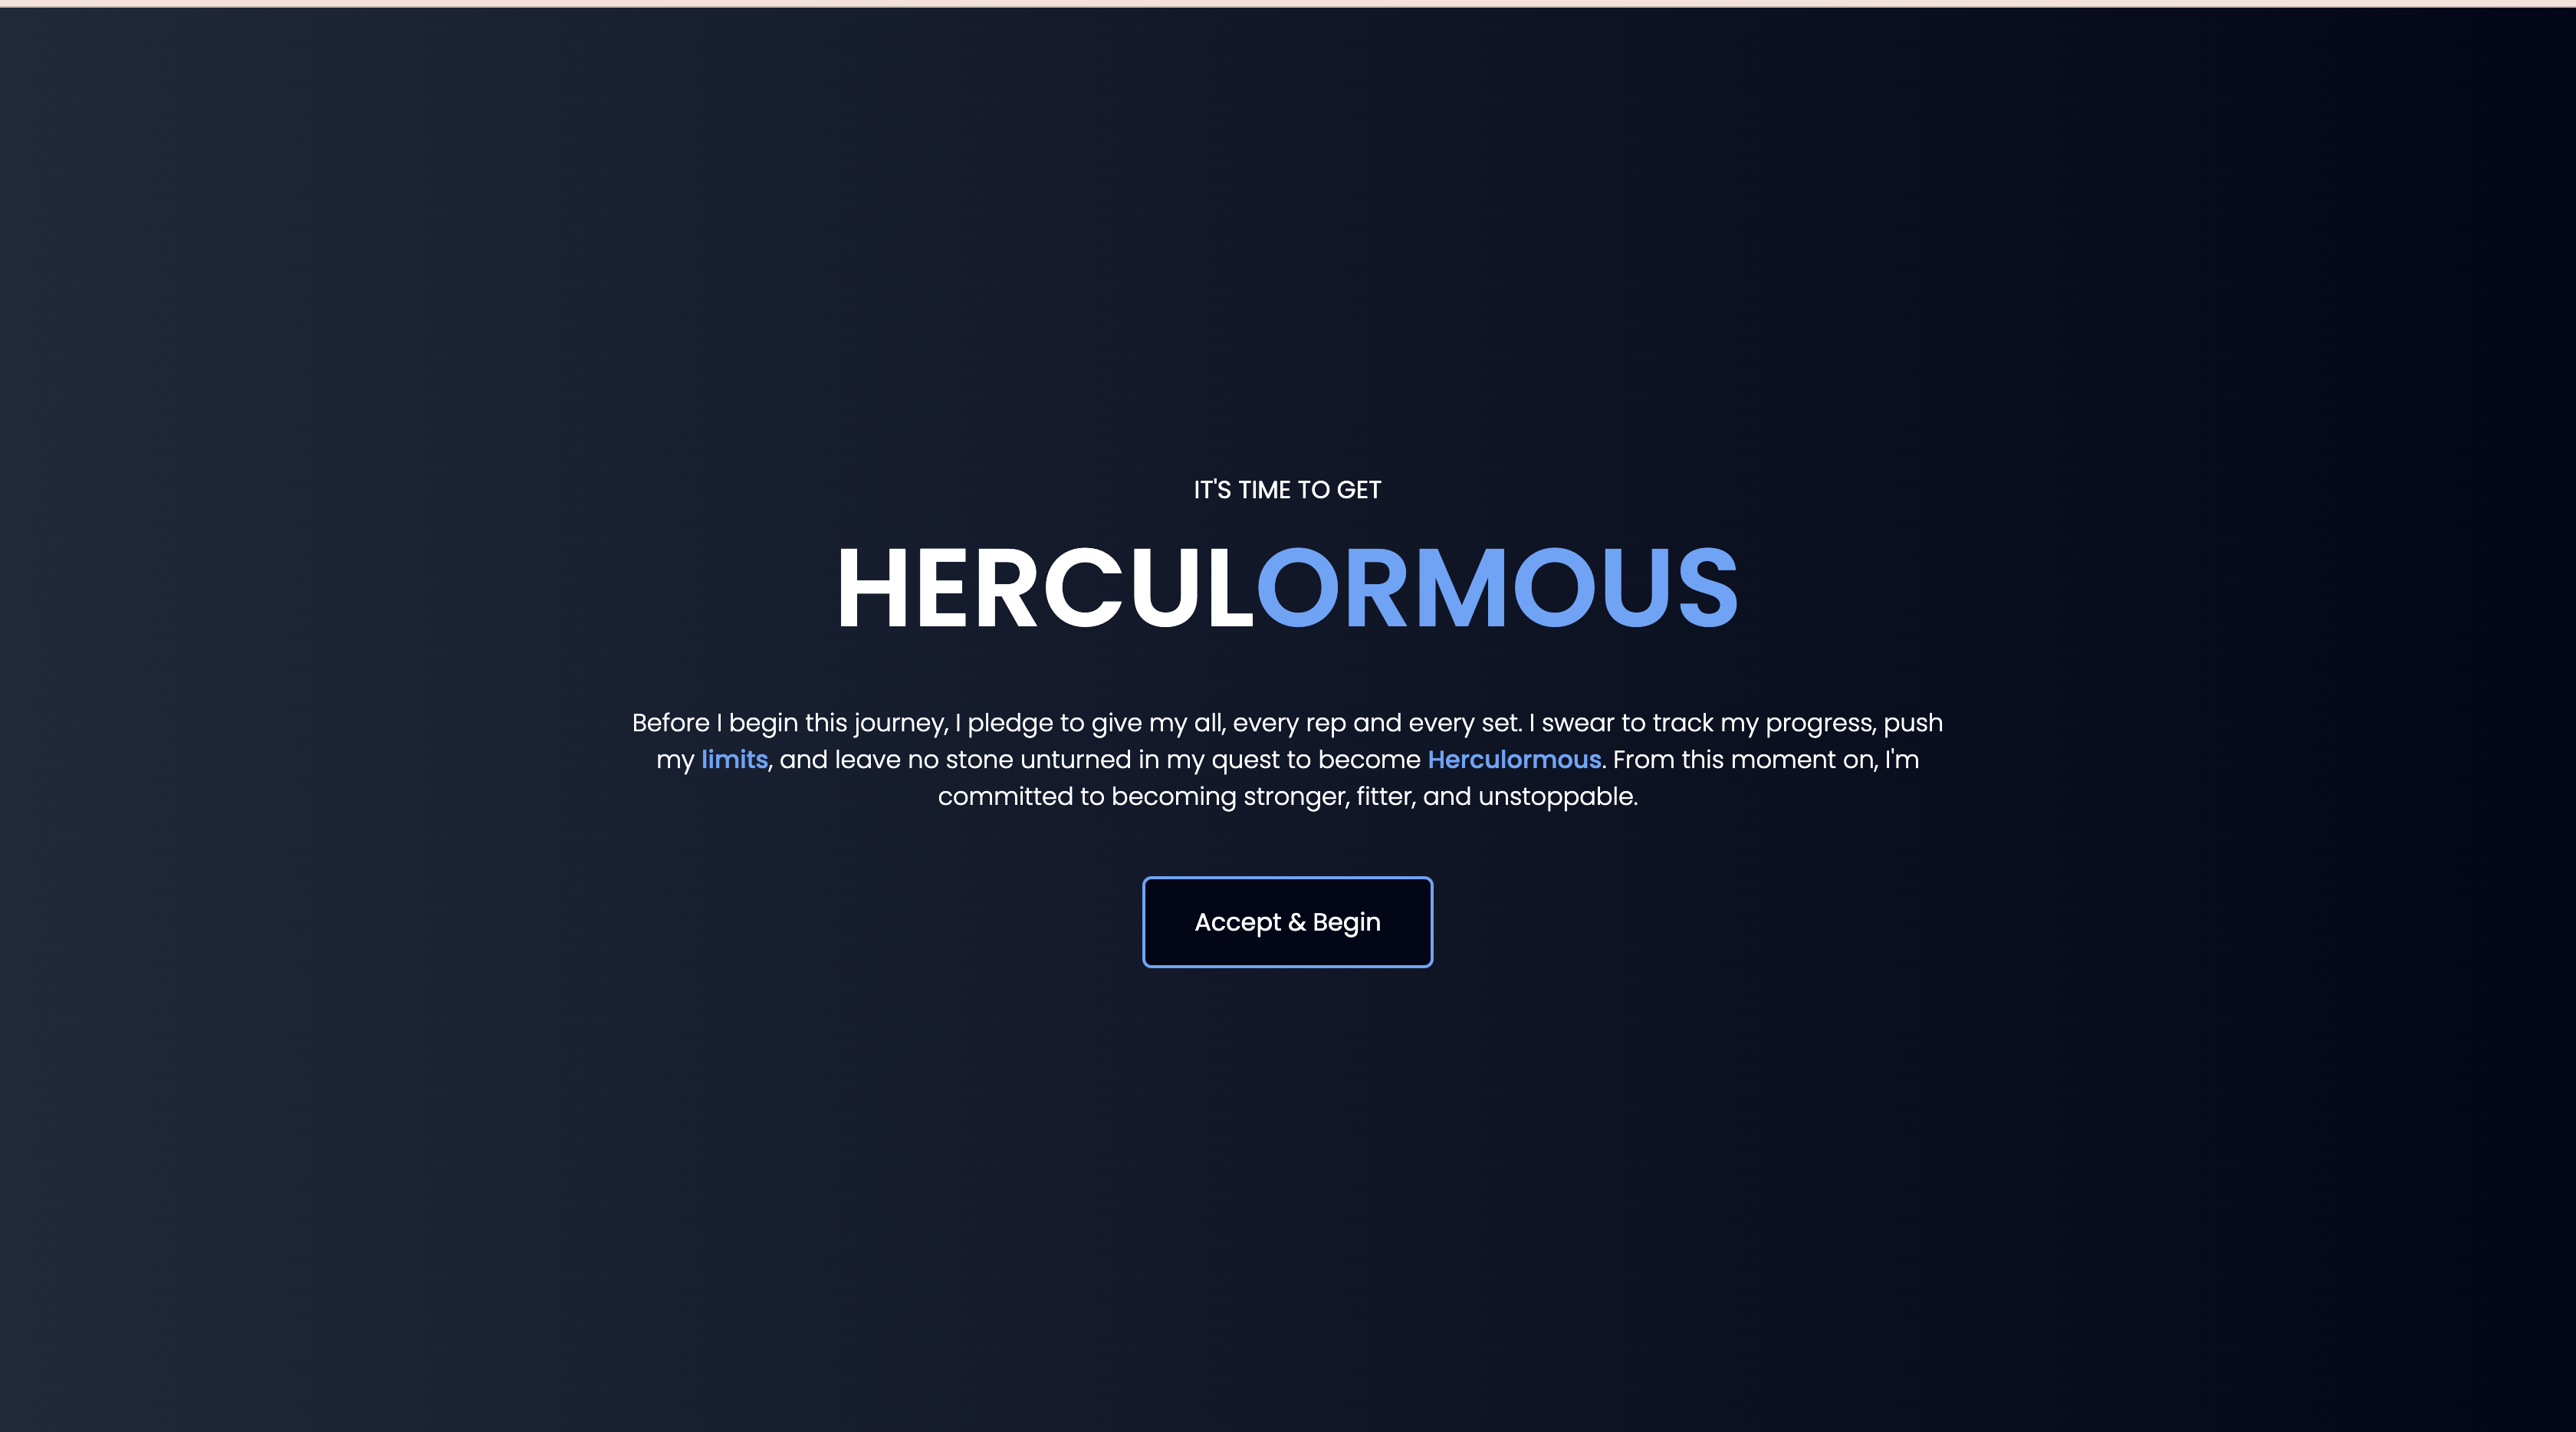 IT'S TIME TO GET
HERCULORMOUS
Before I begin this journey, I pledge to give my all, every rep and every set. I swear to track my progress, push
my limits, and leave no stone unturned in my quest to become Herculormous. From this moment on, I'm
committed to becoming stronger, fitter, and unstoppable.
Accept & Begin